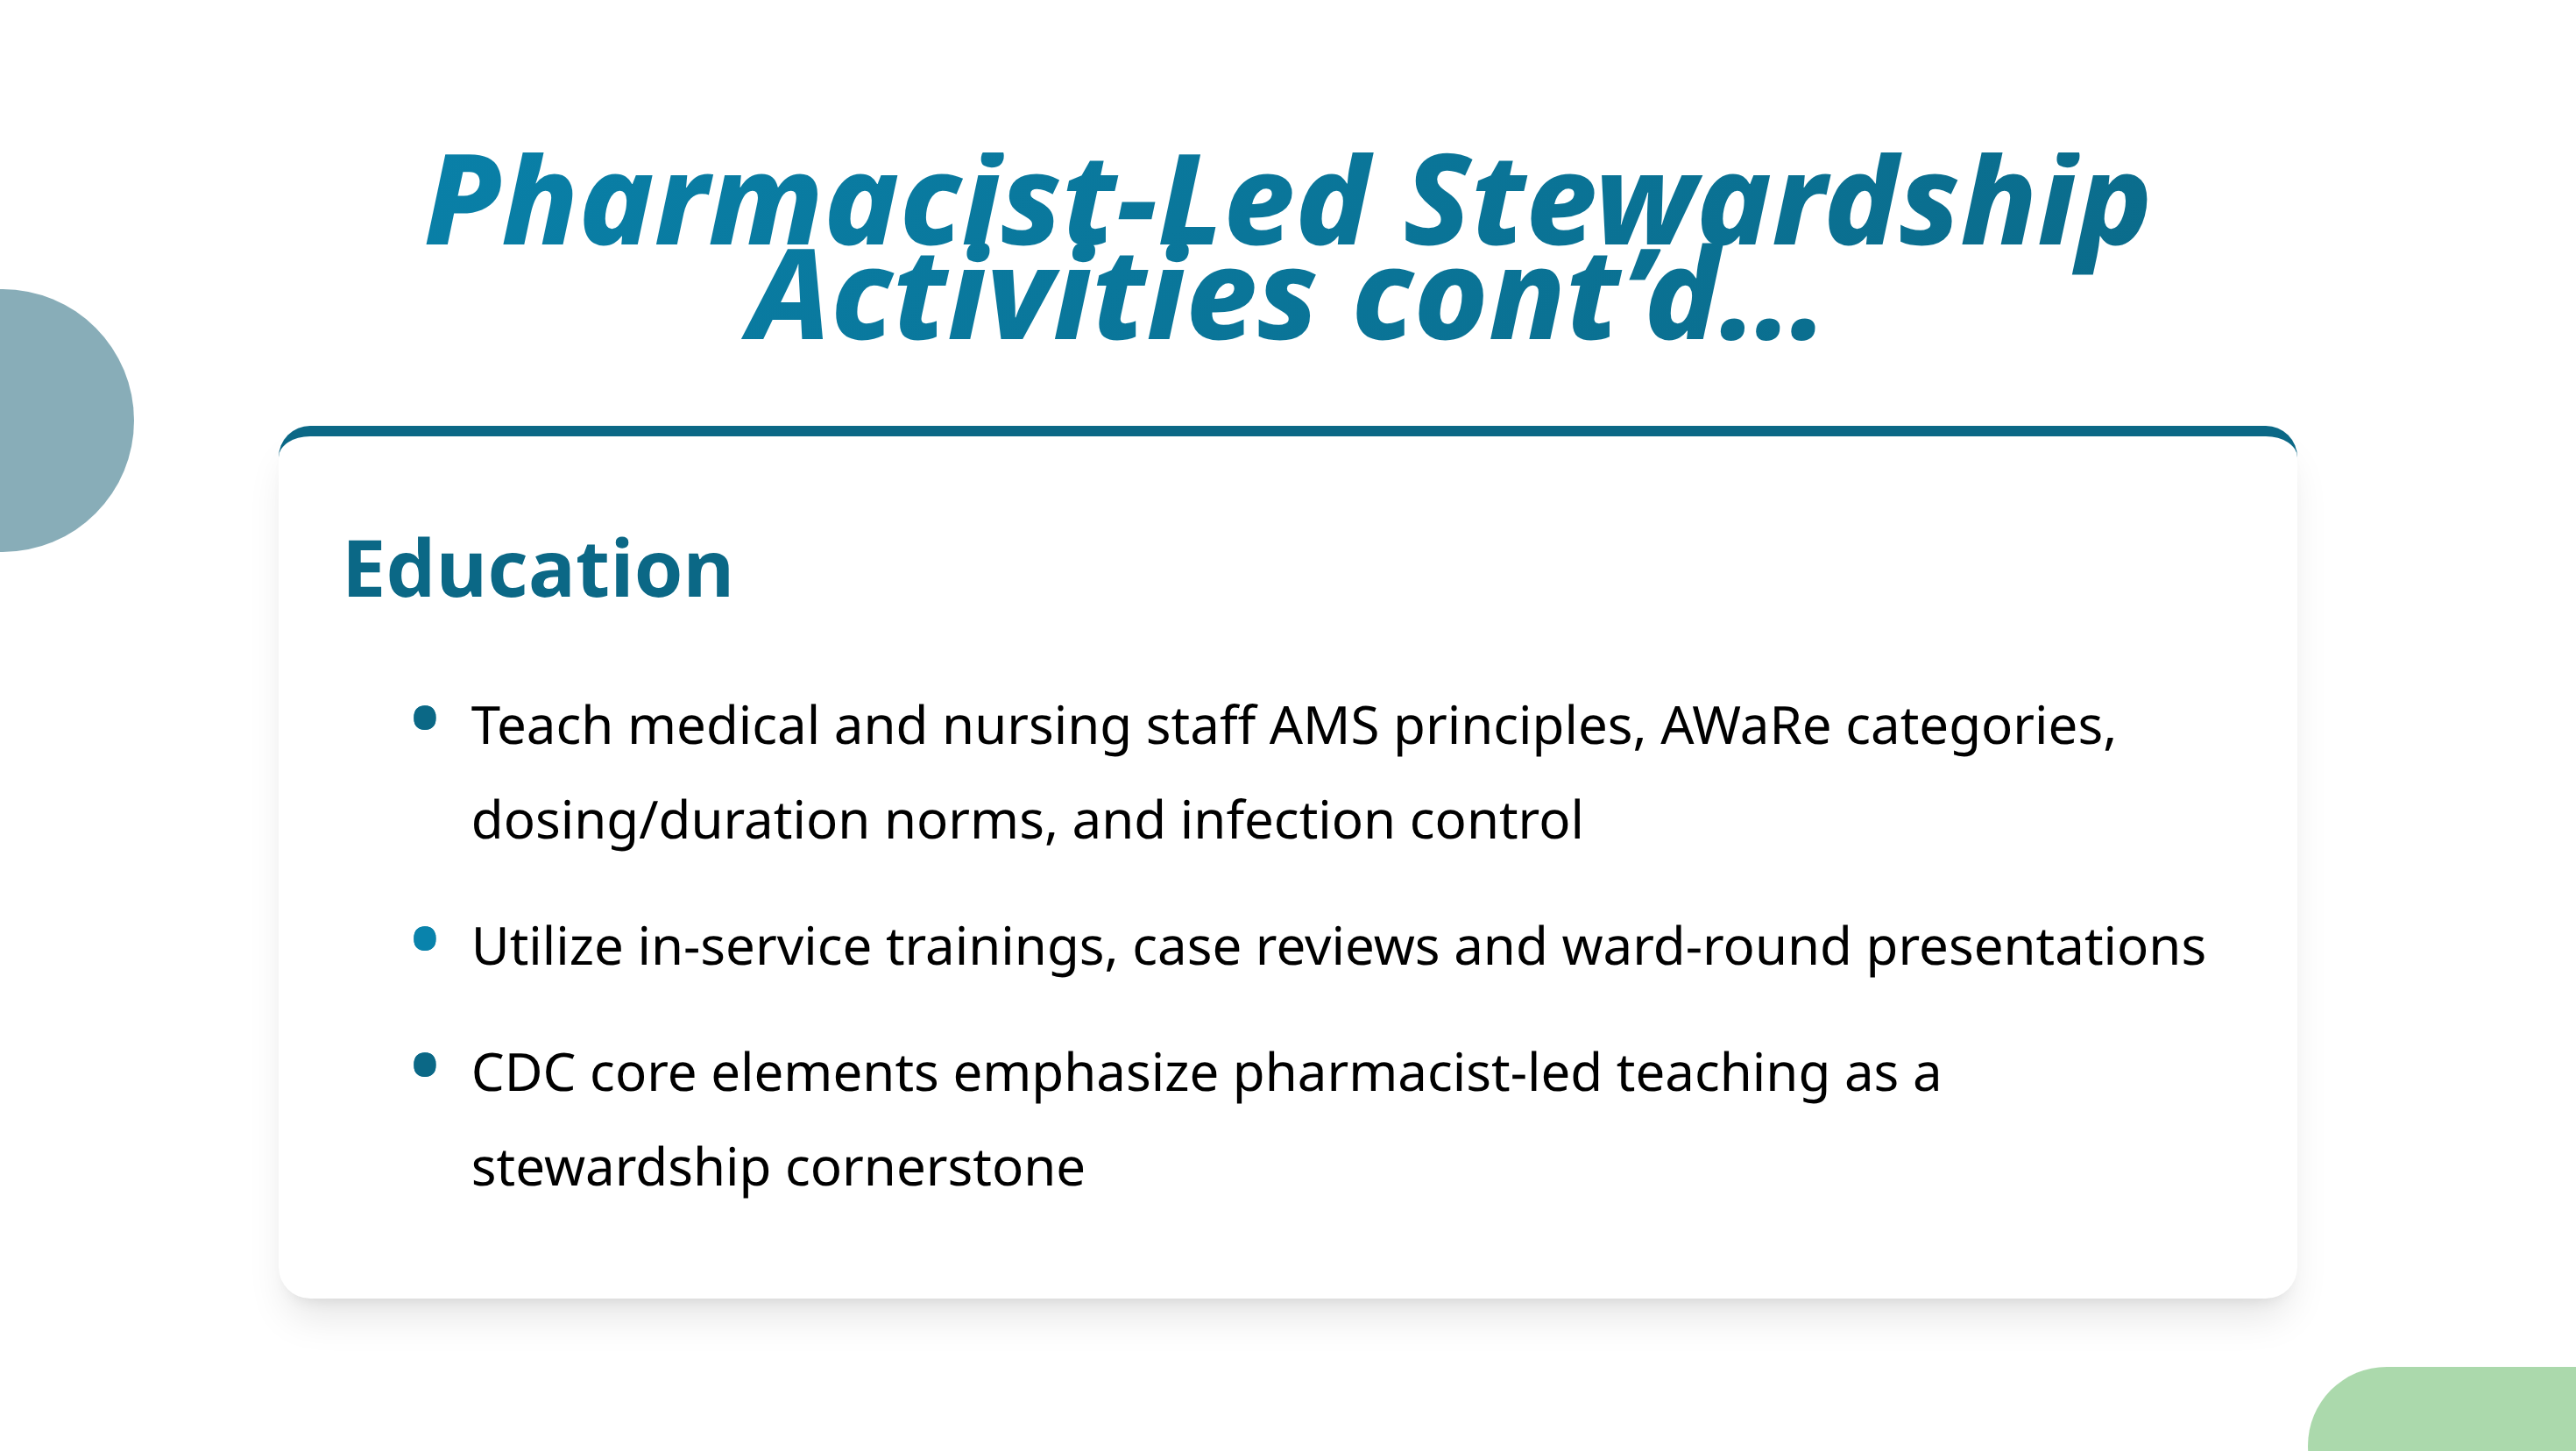 Pharmacist-Led Stewardship
Activities cont’d...
Education
• Teach medical and nursing staff AMS principles, AWaRe categories,
dosing/duration norms, and infection control
• Utilize in-service trainings, case reviews and ward-round presentations
• CDC core elements emphasize pharmacist-led teaching as a
stewardship cornerstone